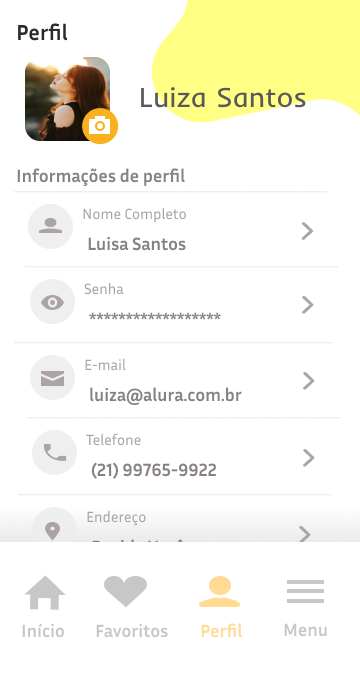 Perfil
Luiza Santos
Informações de perfil
Nome Completo
Luisa Santos
Senha
******************
E-mail
luiza@alura.com.br
Telefone
(21) 99765-9922
Endereço
Início Favoritos Perfil Menu